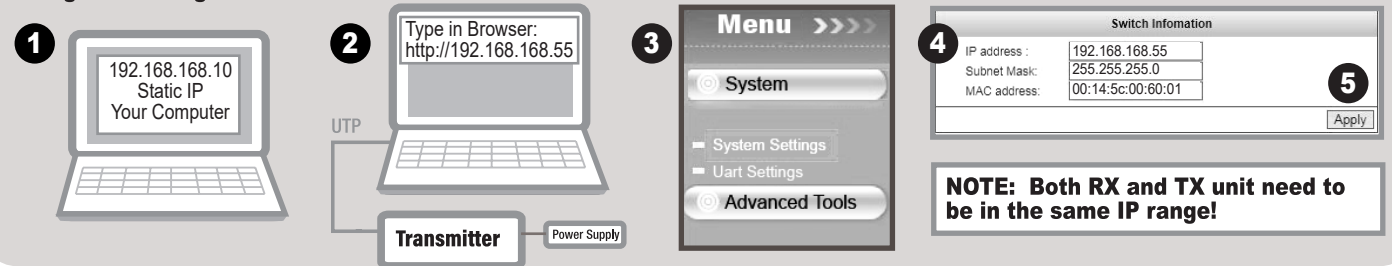 1
192.168.168.10
Static IP
Your Computer
2
Type in Browser:
http://192.168.168.55
UTP
Transmitter
Power Supply
3
Menu >>>>
System
System Settings
Uart Settings
Advanced Tools
4
Switch Infomation
IP address : 192.168.168.55
Subnet Mask: 255.255.255.0
MAC address: 00:14:5c:00:60:01
5
Apply
NOTE: Both RX and TX unit need to
be in the same IP range!